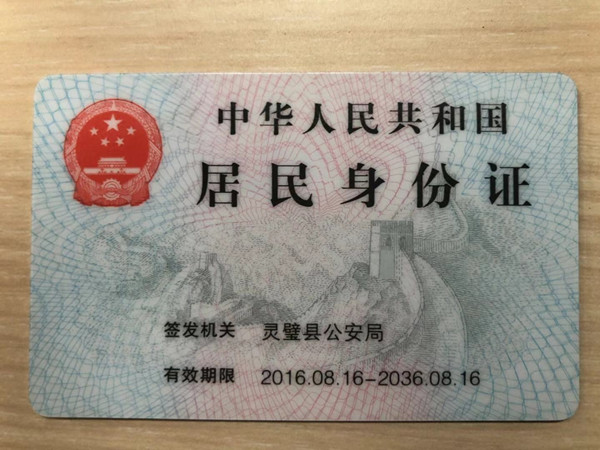 中华人民共和国
居民身份证
签发机关 灵璧县公安局
有效期限 2016.08.16-2036.08.16